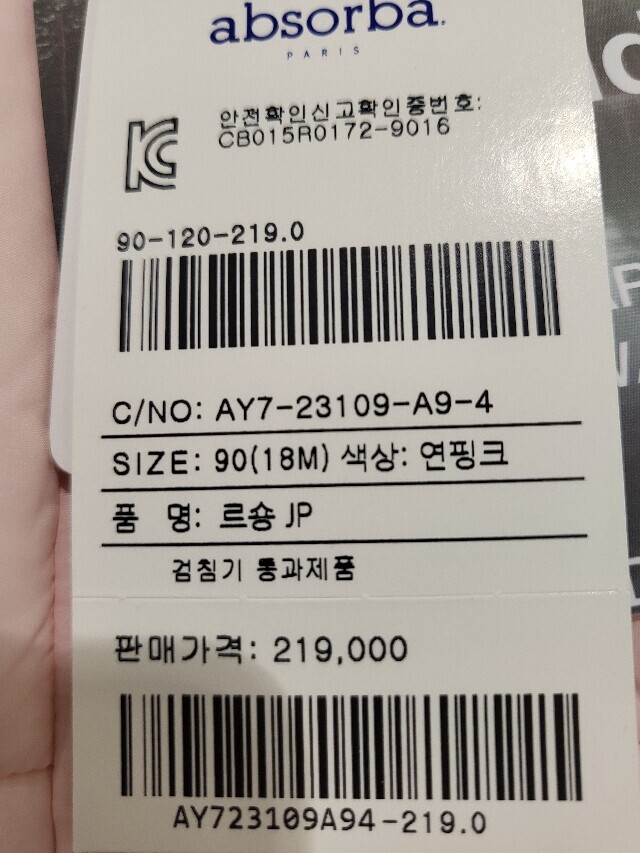 absorba.
PARIS
안전확인신고확인증번호:
CB015R0172-9016
90-120-219.0
C/NO: AY7-23109-A9-4
SIZE: 90(18M) 색상: 연핑크
품 명: 르숑 JP
검침기 통과제품
판매가격: 219,000
AY723109A94-219.0